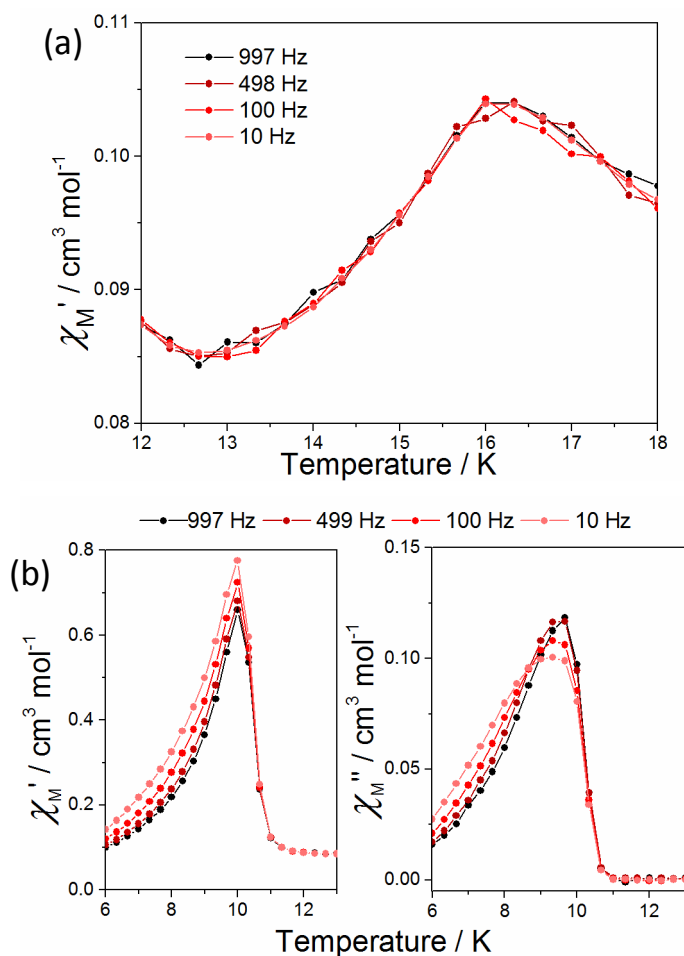 (a)
997 Hz
498 Hz
100 Hz
10 Hz
0.11
0.10
0.09
0.08
χM' / cm³ mol⁻¹
12 13 14 15 16 17 18
Temperature / K
997 Hz 499 Hz 100 Hz 10 Hz
(b)
0.8
0.6
0.4
0.2
0.0
χM' / cm³ mol⁻¹
6 8 10 12
0.15
0.10
0.05
0.00
χM'' / cm³ mol⁻¹
6 8 10 12
Temperature / K